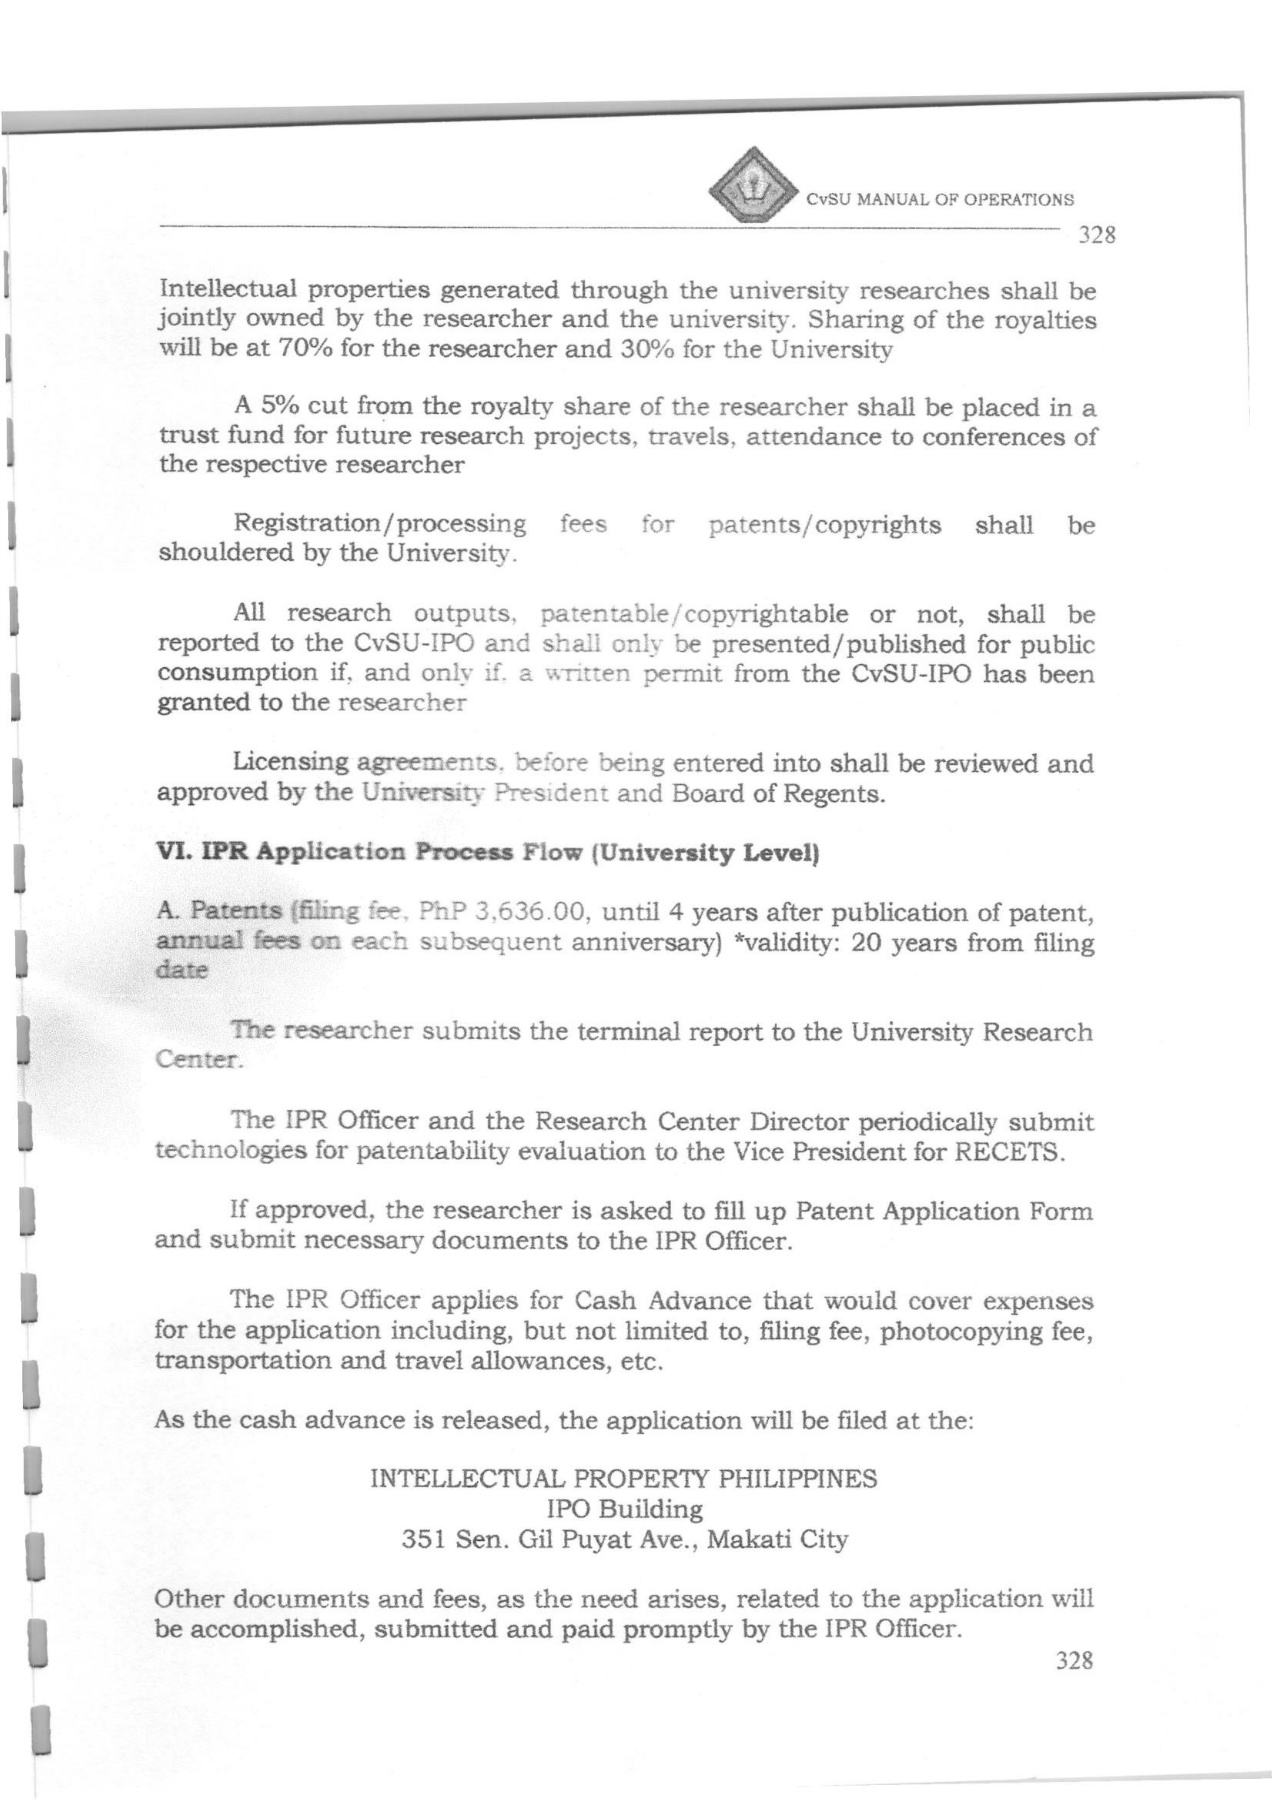 CvSU MANUAL OF OPERATIONS
328
Intellectual properties generated through the university researches shall be
jointly owned by the researcher and the university. Sharing of the royalties
will be at 70% for the researcher and 30% for the University
A 5% cut from the royalty share of the researcher shall be placed in a
trust fund for future research projects, travels, attendance to conferences of
the respective researcher
Registration/processing fees for patents/copyrights shall be
shouldered by the University.
All research outputs, patentable/copyrightable or not, shall be
reported to the CvSU-IPO and shall only be presented/published for public
consumption if, and only if, a written permit from the CvSU-IPO has been
granted to the researcher
Licensing agreements, before being entered into shall be reviewed and
approved by the University President and Board of Regents.
VI. IPR Application Process Flow (University Level)
A. Patents (filing fee, PhP 3,636.00, until 4 years after publication of patent,
annual fees on each subsequent anniversary) *validity: 20 years from filing
date
The researcher submits the terminal report to the University Research
Center.
The IPR Officer and the Research Center Director periodically submit
technologies for patentability evaluation to the Vice President for RECETS.
If approved, the researcher is asked to fill up Patent Application Form
and submit necessary documents to the IPR Officer.
The IPR Officer applies for Cash Advance that would cover expenses
for the application including, but not limited to, filing fee, photocopying fee,
transportation and travel allowances, etc.
As the cash advance is released, the application will be filed at the:
INTELLECTUAL PROPERTY PHILIPPINES
IPO Building
351 Sen. Gil Puyat Ave., Makati City
Other documents and fees, as the need arises, related to the application will
be accomplished, submitted and paid promptly by the IPR Officer.
328